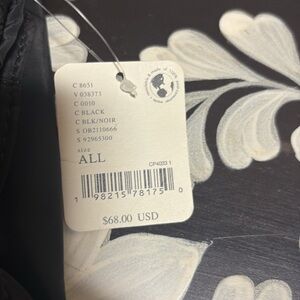 C 8651
V 038373
C 0010
C BLACK
C BLK/NOIR
S OB2110666
S 92965300
size
ALL
CP4033 1
1 98215 78175 0
$68.00 USD